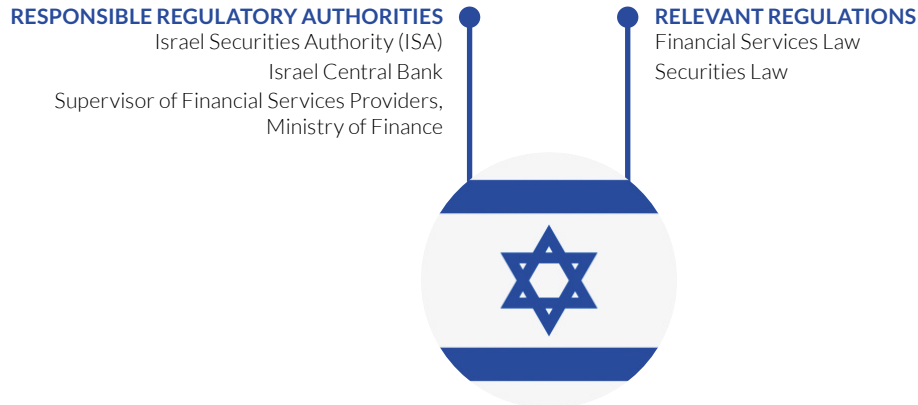 RESPONSIBLE REGULATORY AUTHORITIES
Israel Securities Authority (ISA)
Israel Central Bank
Supervisor of Financial Services Providers,
Ministry of Finance
RELEVANT REGULATIONS
Financial Services Law
Securities Law